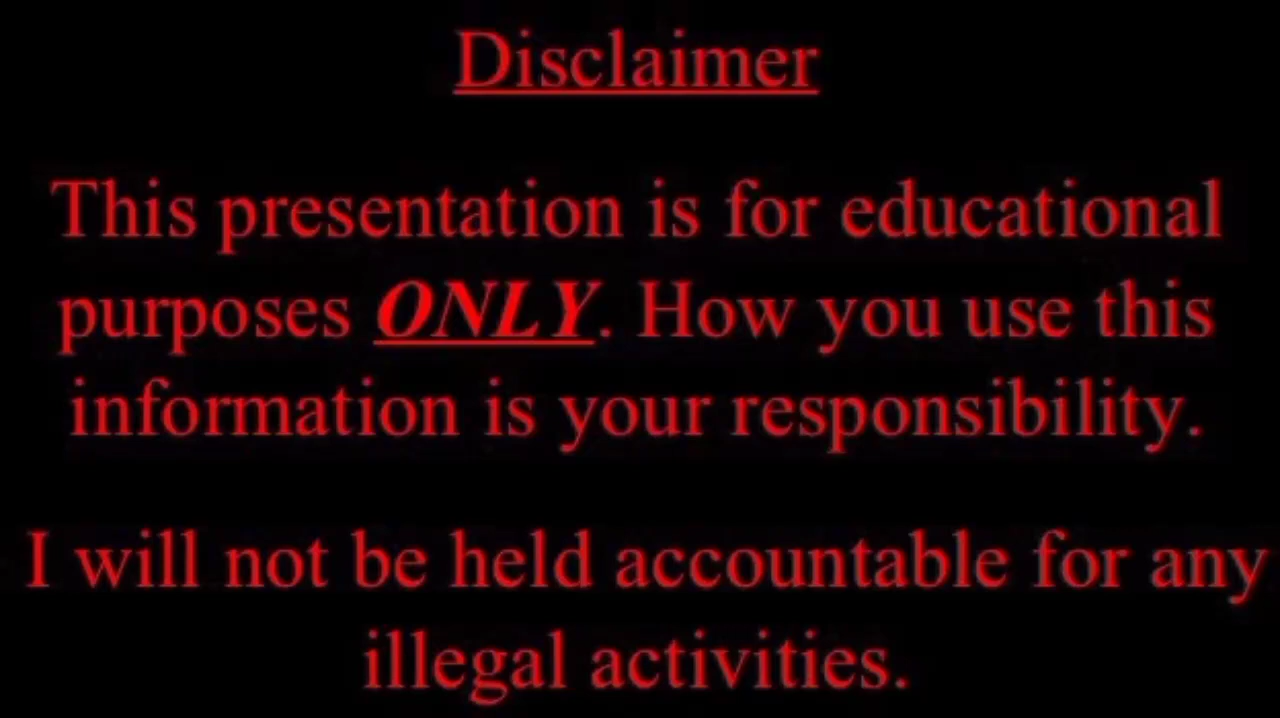 Disclaimer
This presentation is for educational
purposes ONLY. How you use this
information is your responsibility.
I will not be held accountable for any
illegal activities.